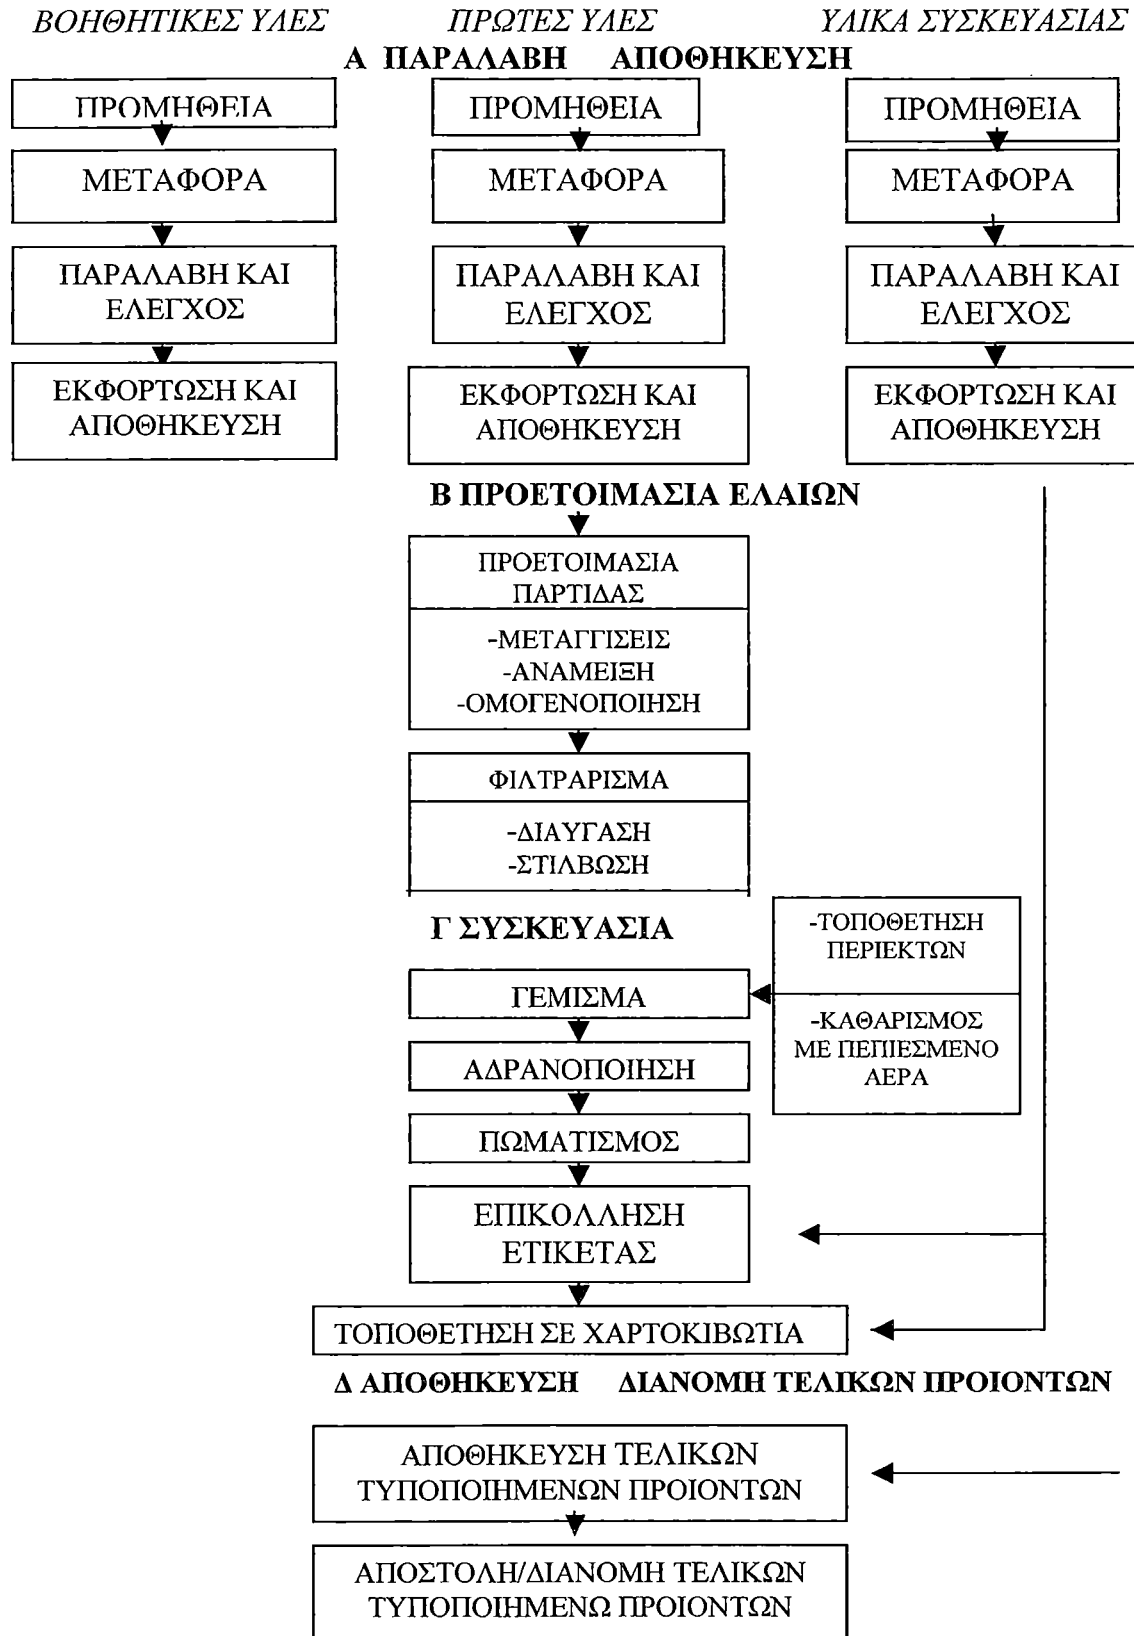 ΒΟΗΘΗΤΙΚΕΣ ΥΛΕΣ
ΠΡΩΤΕΣ ΥΛΕΣ
ΥΛΙΚΑ ΣΥΣΚΕΥΑΣΙΑΣ
Α ΠΑΡΑΛΑΒΗ ΑΠΟΘΗΚΕΥΣΗ
ΠΡΟΜΗΘΕΙΑ
ΠΡΟΜΗΘΕΙΑ
ΠΡΟΜΗΘΕΙΑ
ΜΕΤΑΦΟΡΑ
ΜΕΤΑΦΟΡΑ
ΜΕΤΑΦΟΡΑ
ΠΑΡΑΛΑΒΗ ΚΑΙ
ΕΛΕΓΧΟΣ
ΠΑΡΑΛΑΒΗ ΚΑΙ
ΕΛΕΓΧΟΣ
ΠΑΡΑΛΑΒΗ ΚΑΙ
ΕΛΕΓΧΟΣ
ΕΚΦΟΡΤΩΣΗ ΚΑΙ
ΑΠΟΘΗΚΕΥΣΗ
ΕΚΦΟΡΤΩΣΗ ΚΑΙ
ΑΠΟΘΗΚΕΥΣΗ
ΕΚΦΟΡΤΩΣΗ ΚΑΙ
ΑΠΟΘΗΚΕΥΣΗ
Β ΠΡΟΕΤΟΙΜΑΣΙΑ ΕΛΑΙΩΝ
ΠΡΟΕΤΟΙΜΑΣΙΑ
ΠΑΡΤΙΔΑΣ
-ΜΕΤΑΓΓΙΣΕΙΣ
-ΑΝΑΜΕΙΞΗ
-ΟΜΟΓΕΝΟΠΟΙΗΣΗ
ΦΙΛΤΡΑΡΙΣΜΑ
-ΔΙΑΥΓΑΣΗ
-ΣΤΙΛΒΩΣΗ
Γ ΣΥΣΚΕΥΑΣΙΑ
-ΤΟΠΟΘΕΤΗΣΗ
ΠΕΡΙΕΚΤΩΝ
ΓΕΜΙΣΜΑ
-ΚΑΘΑΡΙΣΜΟΣ
ΜΕ ΠΕΠΙΕΣΜΕΝΟ
ΑΕΡΑ
ΑΔΡΑΝΟΠΟΙΗΣΗ
ΠΩΜΑΤΙΣΜΟΣ
ΕΠΙΚΟΛΛΗΣΗ
ΕΤΙΚΕΤΑΣ
ΤΟΠΟΘΕΤΗΣΗ ΣΕ ΧΑΡΤΟΚΙΒΩΤΙΑ
Δ ΑΠΟΘΗΚΕΥΣΗ ΔΙΑΝΟΜΗ ΤΕΛΙΚΩΝ ΠΡΟΙΟΝΤΩΝ
ΑΠΟΘΗΚΕΥΣΗ ΤΕΛΙΚΩΝ
ΤΥΠΟΠΟΙΗΜΕΝΩΝ ΠΡΟΙΟΝΤΩΝ
ΑΠΟΣΤΟΛΗ/ΔΙΑΝΟΜΗ ΤΕΛΙΚΩΝ
ΤΥΠΟΠΟΙΗΜΕΝΩ ΠΡΟΙΟΝΤΩΝ